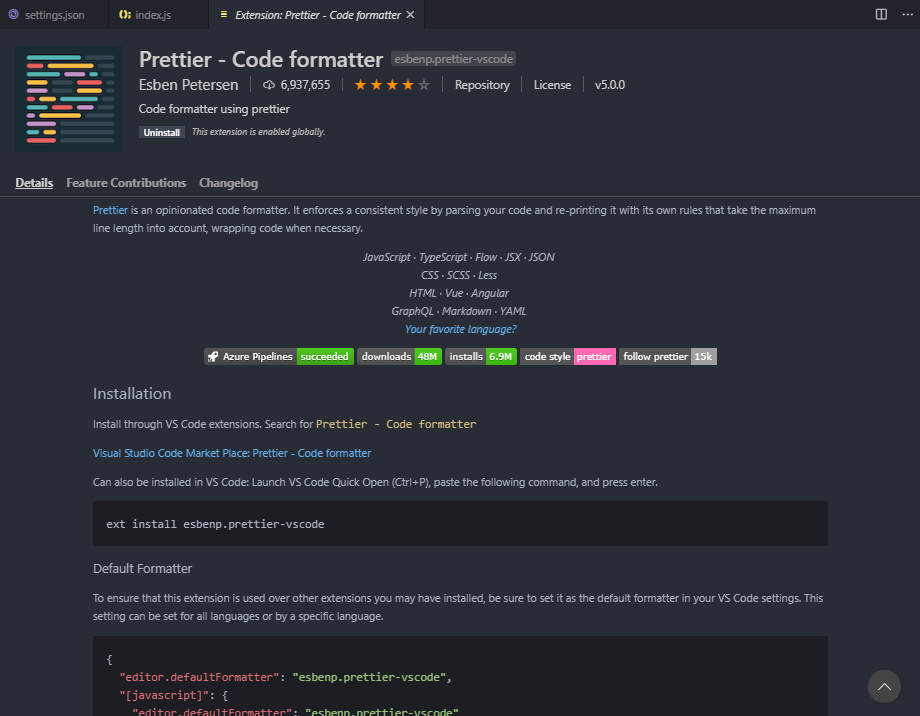 settings.json
index.js
Extension: Prettier - Code formatter
Prettier - Code formatter esbenp.prettier-vscode
Esben Petersen 6,937,655 Repository License v5.0.0
Code formatter using prettier
Uninstall This extension is enabled globally.
Details Feature Contributions Changelog
Prettier is an opinionated code formatter. It enforces a consistent style by parsing your code and re-printing it with its own rules that take the maximum
line length into account, wrapping code when necessary.
JavaScript · TypeScript · Flow · JSX · JSON
CSS · SCSS · Less
HTML · Vue · Angular
GraphQL · Markdown · YAML
Your favorite language?
Azure Pipelines succeeded downloads 48M installs 6.9M code style prettier follow prettier 15k
Installation
Install through VS Code extensions. Search for Prettier - Code formatter
Visual Studio Code Market Place: Prettier - Code formatter
Can also be installed in VS Code: Launch VS Code Quick Open (Ctrl+P), paste the following command, and press enter.
ext install esbenp.prettier-vscode
Default Formatter
To ensure that this extension is used over other extensions you may have installed, be sure to set it as the default formatter in your VS Code settings. This
setting can be set for all languages or by a specific language.
{
"editor.defaultFormatter": "esbenp.prettier-vscode",
"[javascript]": {
"editor.defaultFormatter": "esbenp.prettier-vscode"